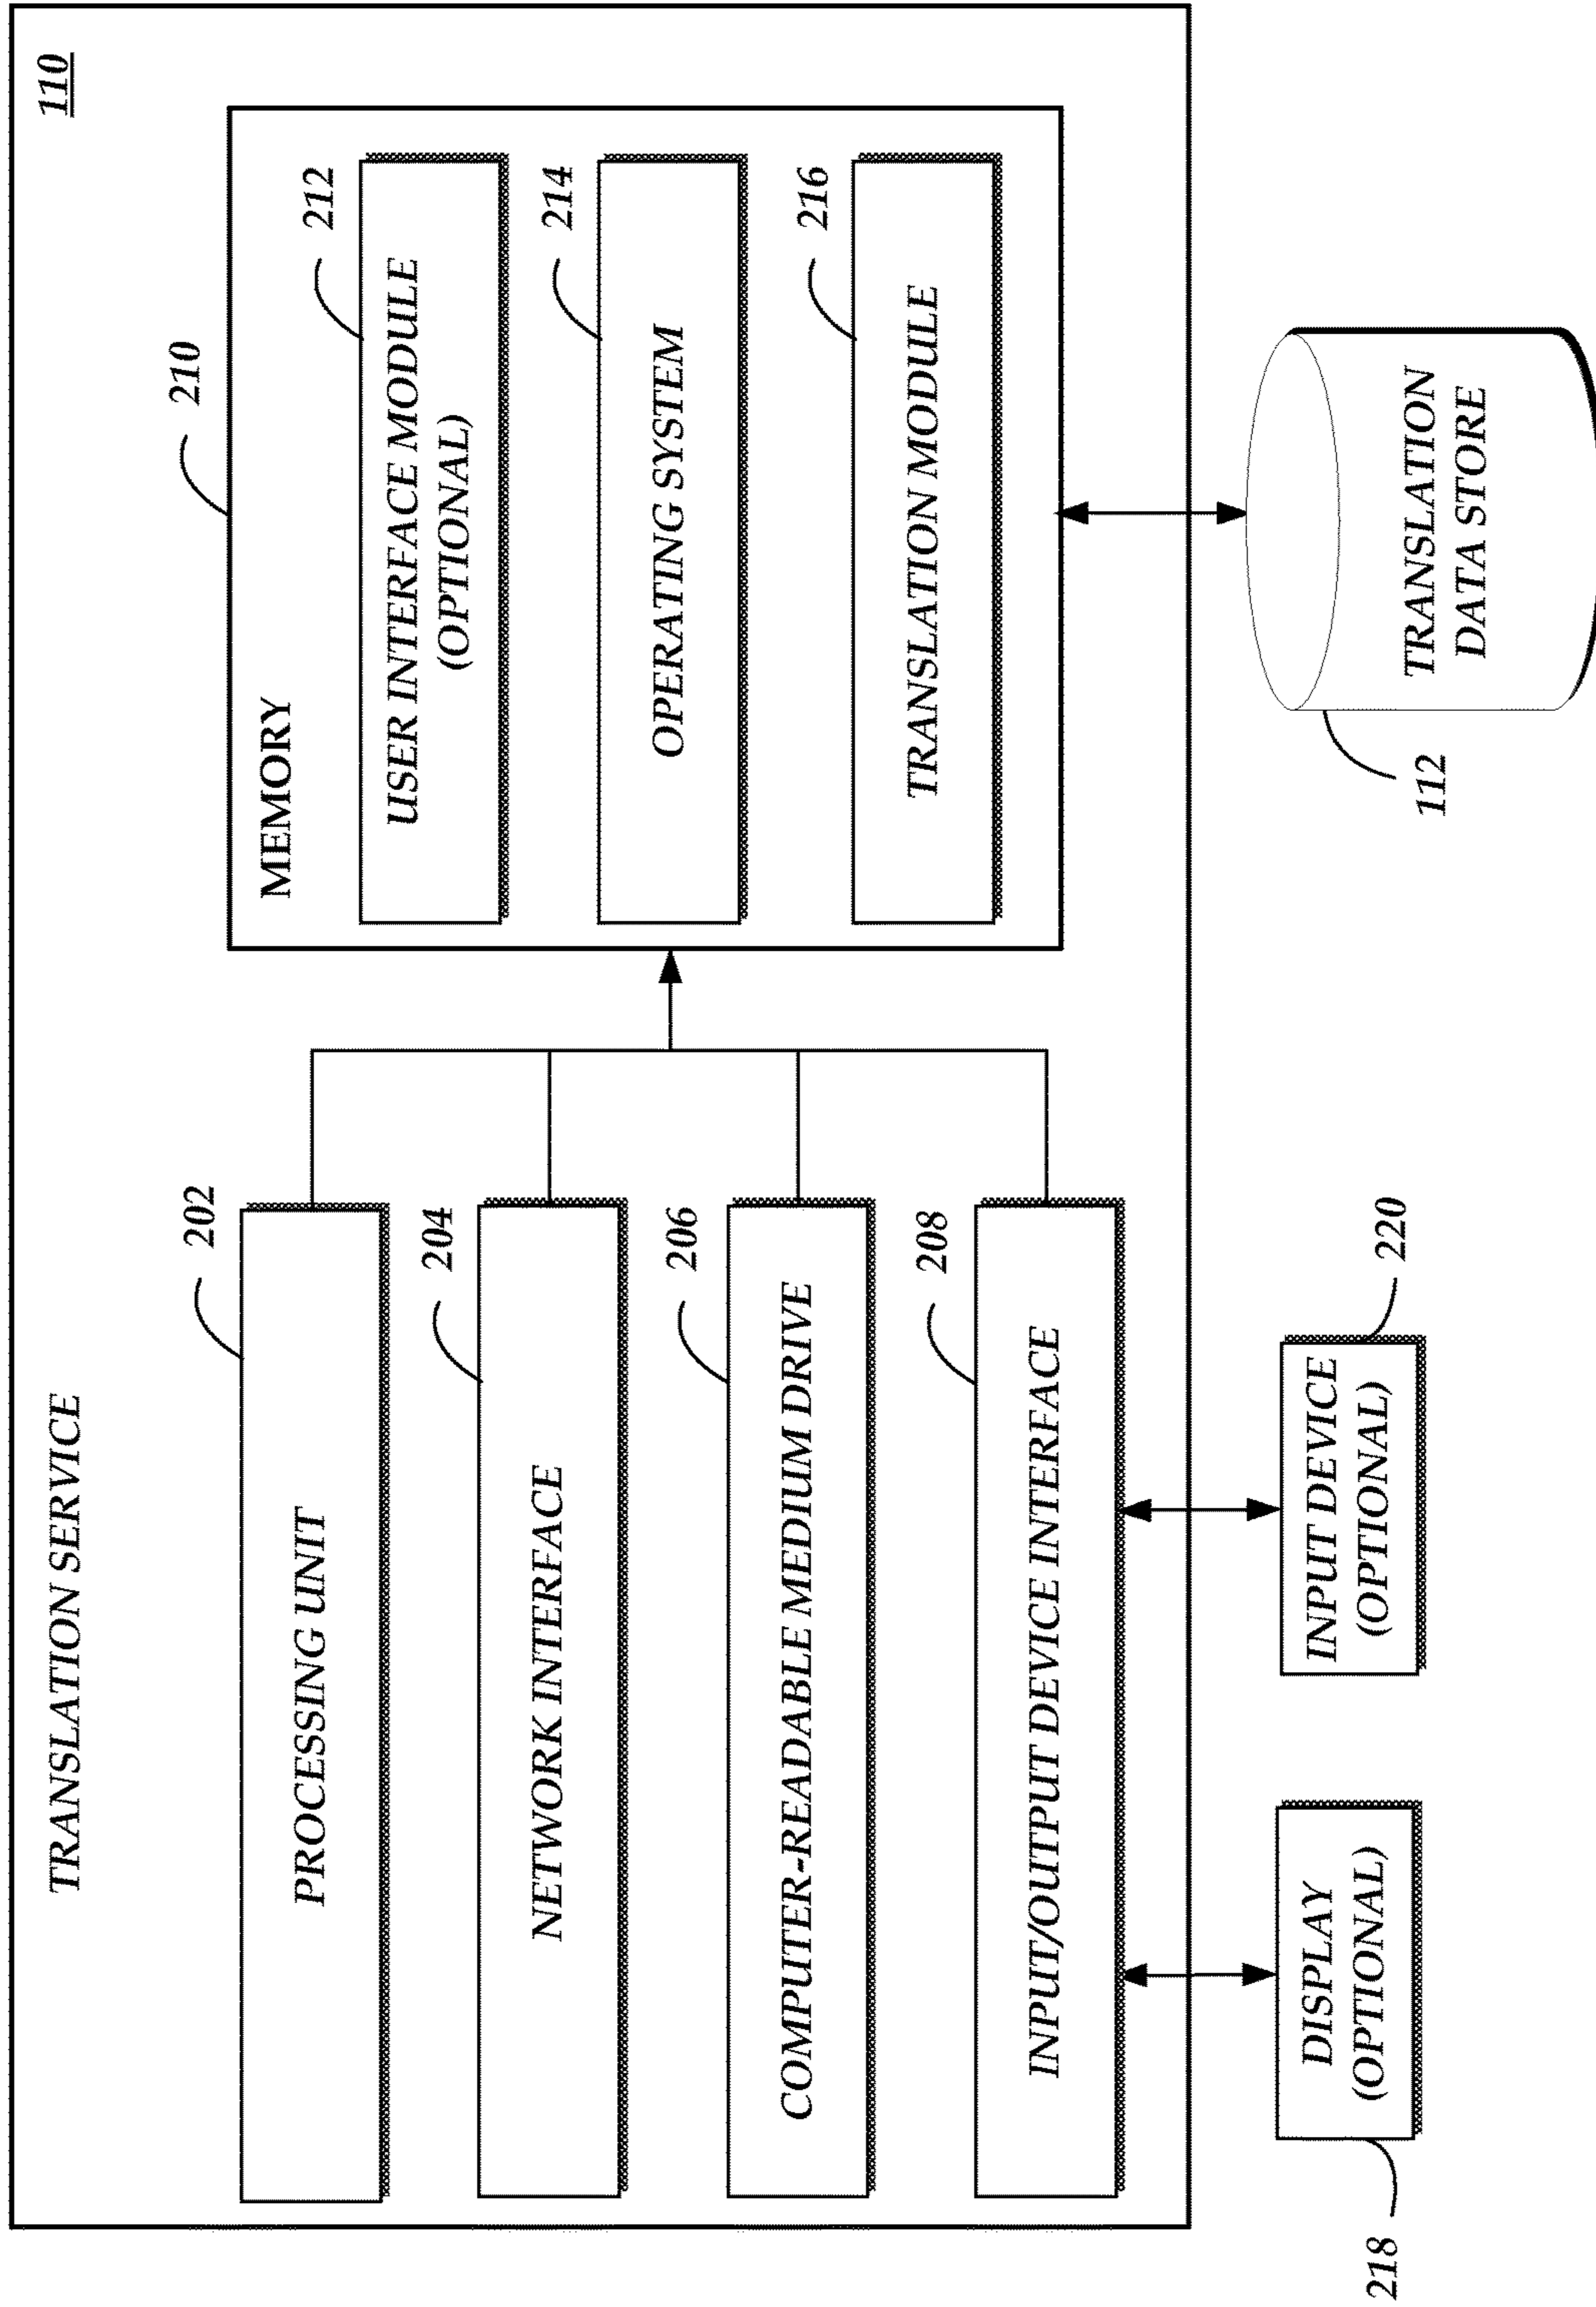 TRANSLATION SERVICE
110
202
PROCESSING UNIT
204
NETWORK INTERFACE
206
COMPUTER-READABLE MEDIUM DRIVE
208
INPUT/OUTPUT DEVICE INTERFACE
210
MEMORY
212
USER INTERFACE MODULE
(OPTIONAL)
214
OPERATING SYSTEM
216
TRANSLATION MODULE
218
DISPLAY
(OPTIONAL)
INPUT DEVICE
(OPTIONAL)
220
112
TRANSLATION
DATA STORE